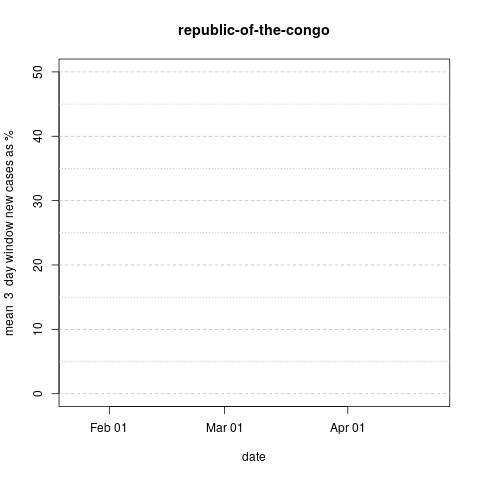 republic-of-the-congo
mean 3 day window new cases as %
50
40
30
20
10
0
Feb 01
Mar 01
Apr 01
date